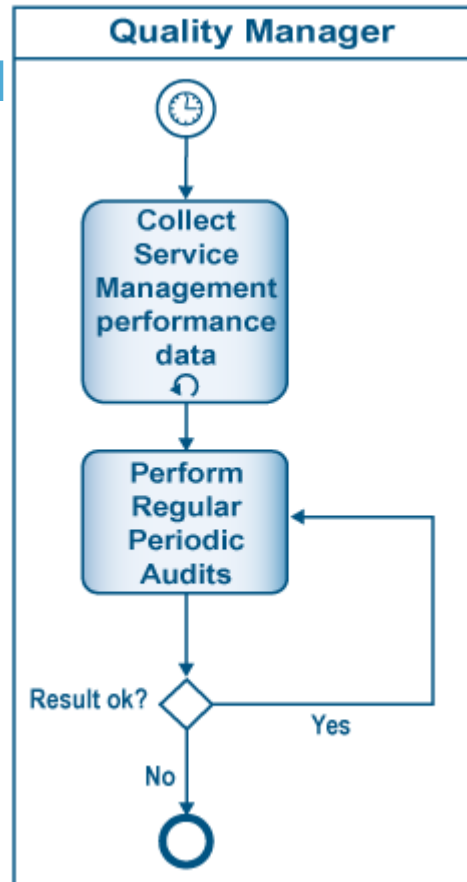 Quality Manager
Collect
Service
Management
performance
data
Perform
Regular
Periodic
Audits
Result ok?
Yes
No